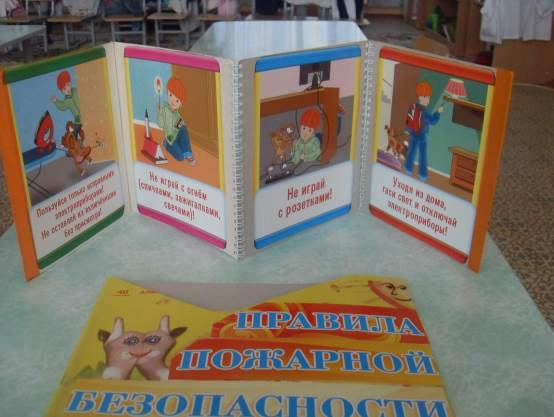 Пользуйся только исправными
электроприборами!
Не оставляй их включёнными
без присмотра!
Не играй с огнём
(спичками, зажигалками,
свечами)!
Не играй
с розетками!
Уходя из дома,
гаси свет и отключай
электроприборы!
ПРАВИЛА
ПОЖАРНОЙ
БЕЗОПАСНОСТИ